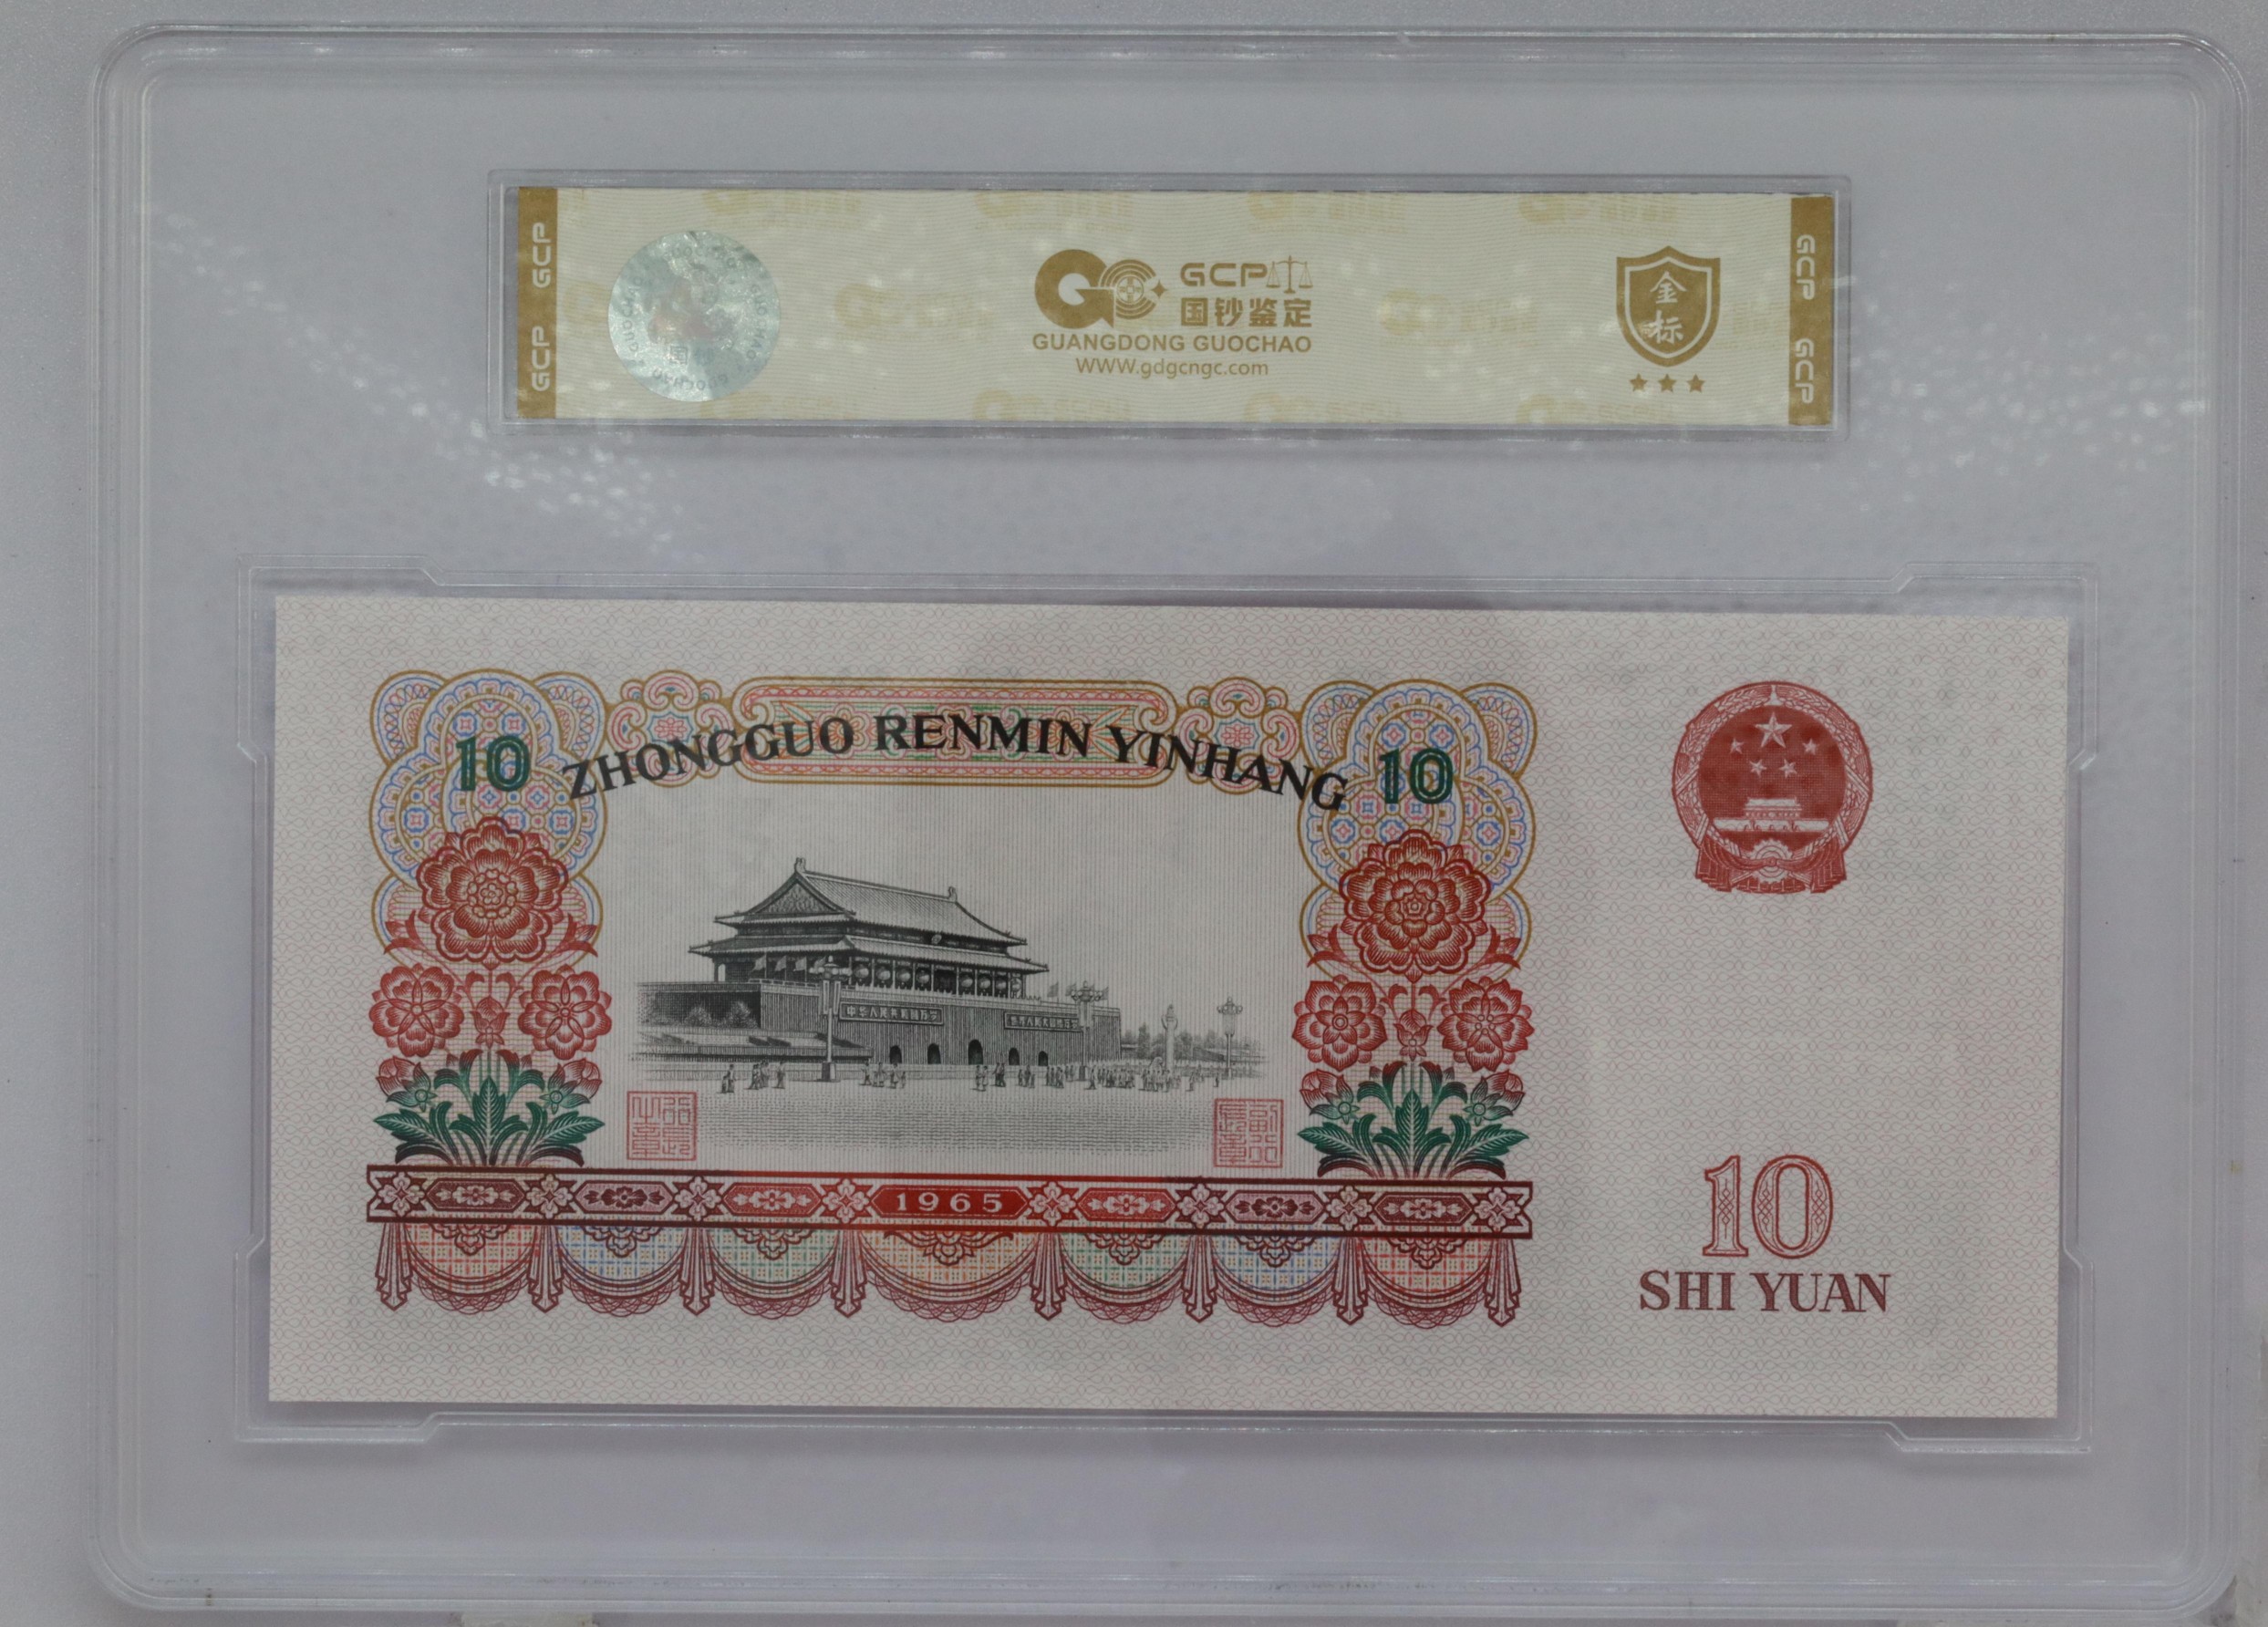 GCP GCP
GCP
国钞鉴定
GUANGDONG GUOCHAO
WWW.gdgcngc.com
金标
GCP GCP
10 ZHONGGUO RENMIN YINHANG 10
1965
10
SHI YUAN